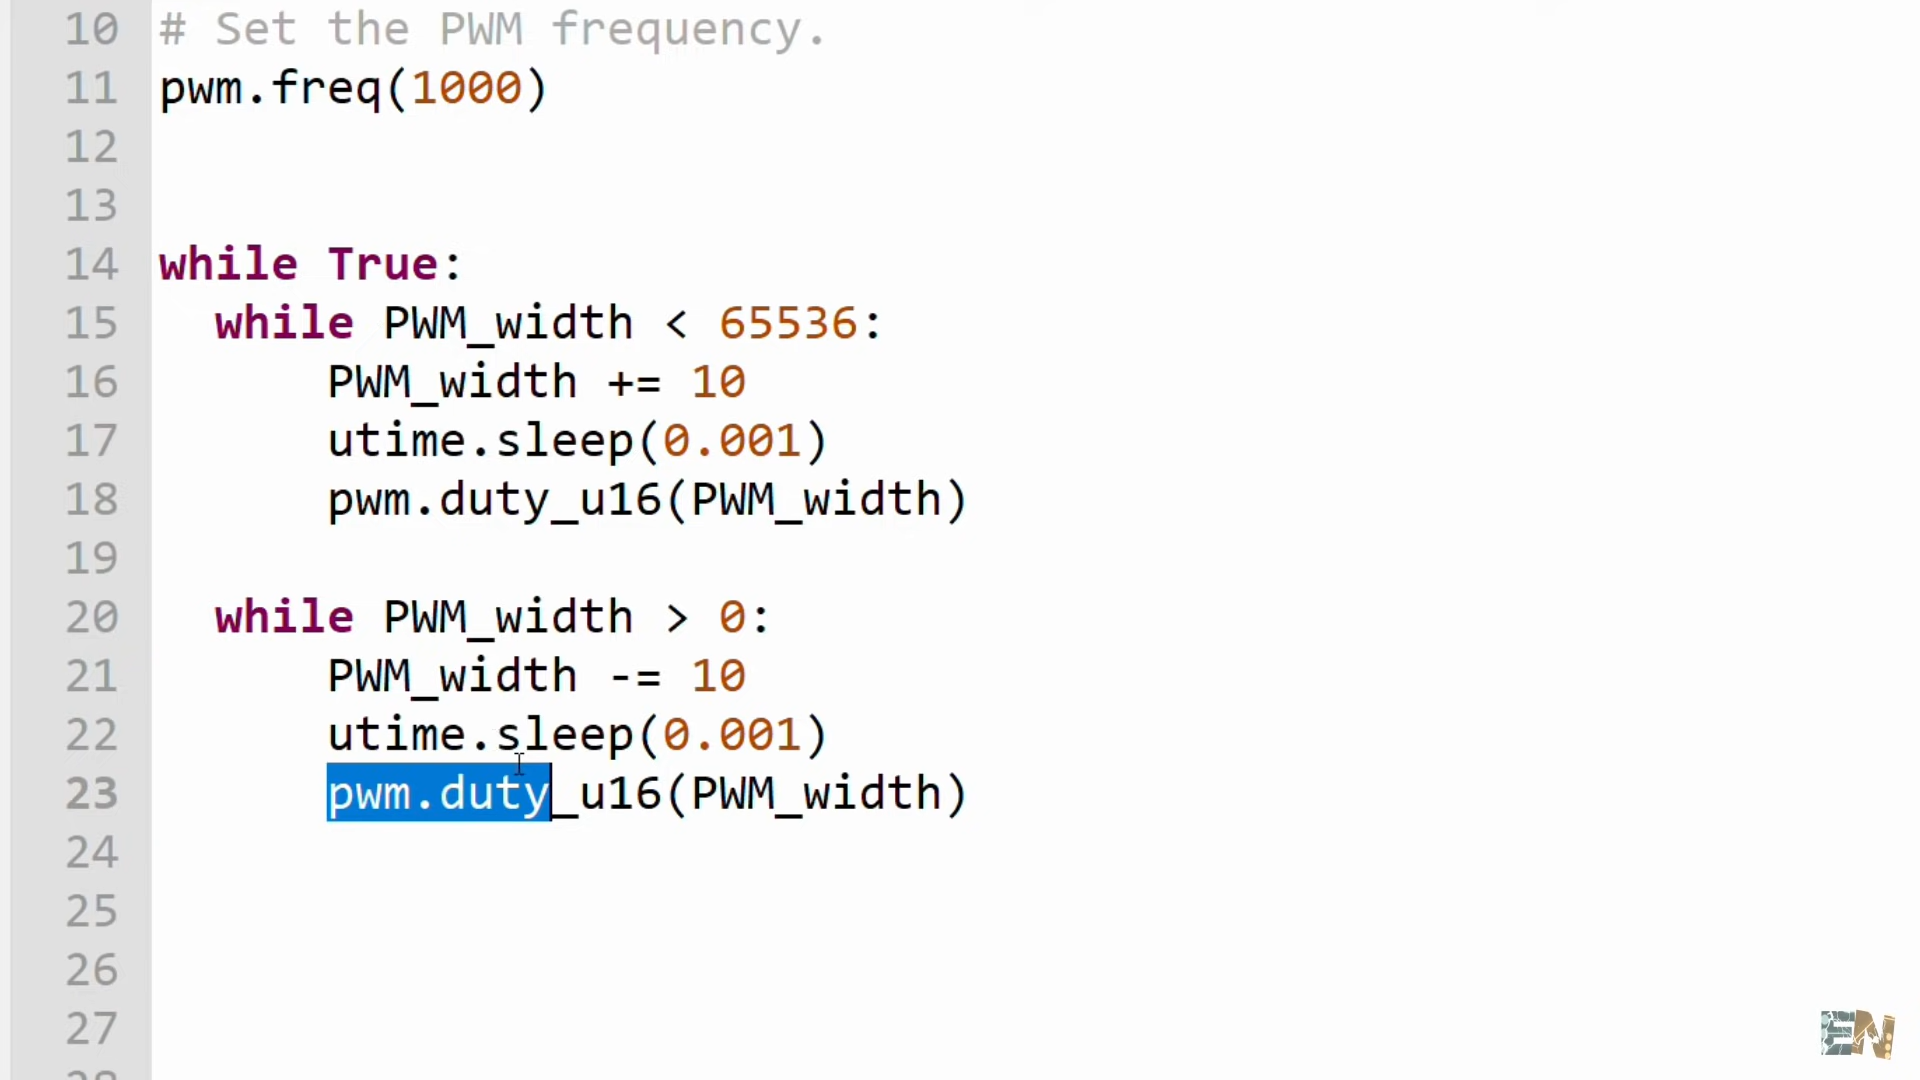 10 # Set the PWM frequency.
11 pwm.freq(1000)
12
13
14 while True:
15 while PWM_width < 65536:
16 PWM_width += 10
17 utime.sleep(0.001)
18 pwm.duty_u16(PWM_width)
19
20 while PWM_width > 0:
21 PWM_width -= 10
22 utime.sleep(0.001)
23 pwm.duty_u16(PWM_width)
24
25
26
27
EN